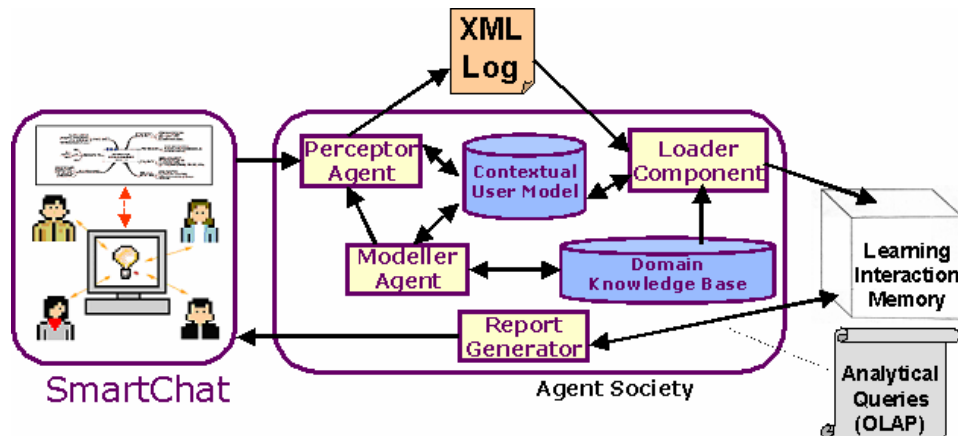 XML
Log
Perceptor
Agent
Contextual
User Model
Loader
Component
Modeller
Agent
Domain
Knowledge Base
Learning
Interaction
Memory
Report
Generator
SmartChat
Agent Society
Analytical
Queries
(OLAP)